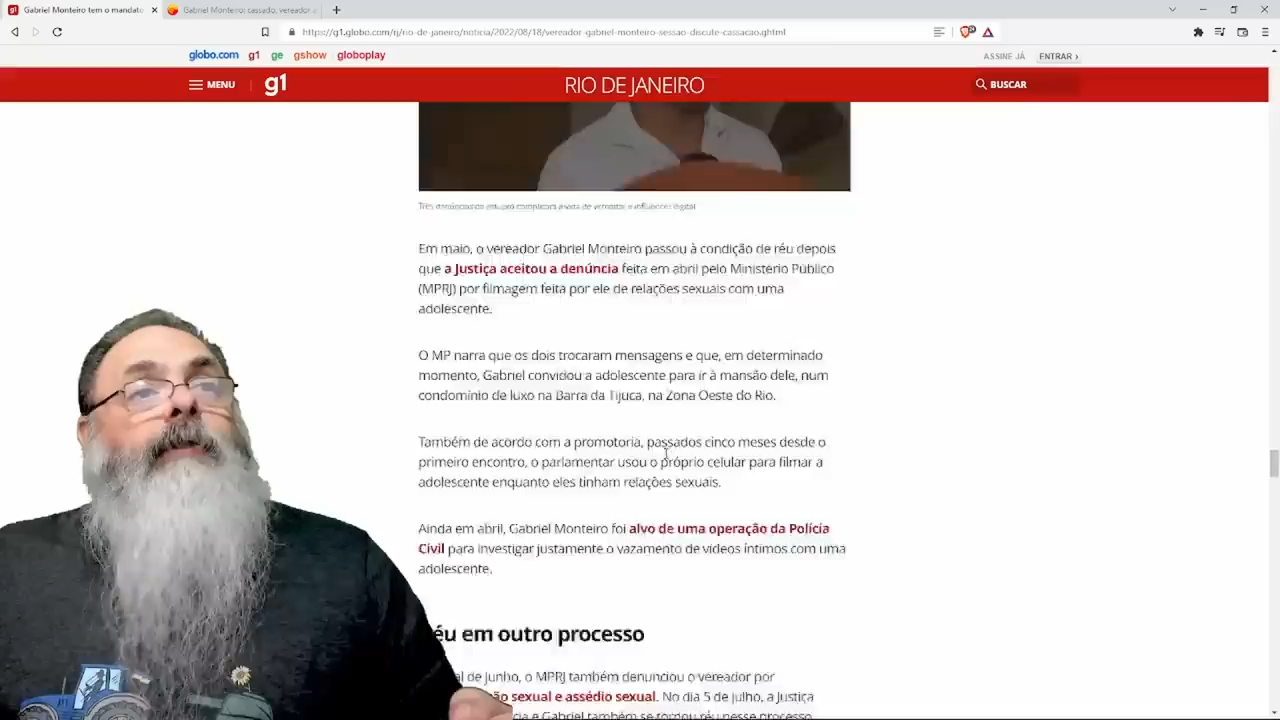 Gabriel Monteiro tem o mandato
Gabriel Monteiro: cassado, vereador
https://g1.globo.com/rj/rio-de-janeiro/noticia/2022/08/18/vereador-gabriel-monteiro-sessao-discute-cassacao.ghtml
globo.com g1 ge gshow globoplay ASSINE JÁ ENTRAR ›
MENU g1 RIO DE JANEIRO BUSCAR
Três denúncias de estupro complicam a vida de vereador e influencer digital
Em maio, o vereador Gabriel Monteiro passou à condição de réu depois
que a Justiça aceitou a denúncia feita em abril pelo Ministério Público
(MPRJ) por filmagem feita por ele de relações sexuais com uma
adolescente.
O MP narra que os dois trocaram mensagens e que, em determinado
momento, Gabriel convidou a adolescente para ir à mansão dele, num
condomínio de luxo na Barra da Tijuca, na Zona Oeste do Rio.
Também de acordo com a promotoria, passados cinco meses desde o
primeiro encontro, o parlamentar usou o próprio celular para filmar a
adolescente enquanto eles tinham relações sexuais.
Ainda em abril, Gabriel Monteiro foi alvo de uma operação da Polícia
Civil para investigar justamente o vazamento de vídeos íntimos com uma
adolescente.
éu em outro processo
al de junho, o MPRJ também denunciou o vereador por
o sexual e assédio sexual. No dia 5 de julho, a Justiça
cia e Gabriel também se tornou réu nesse processo